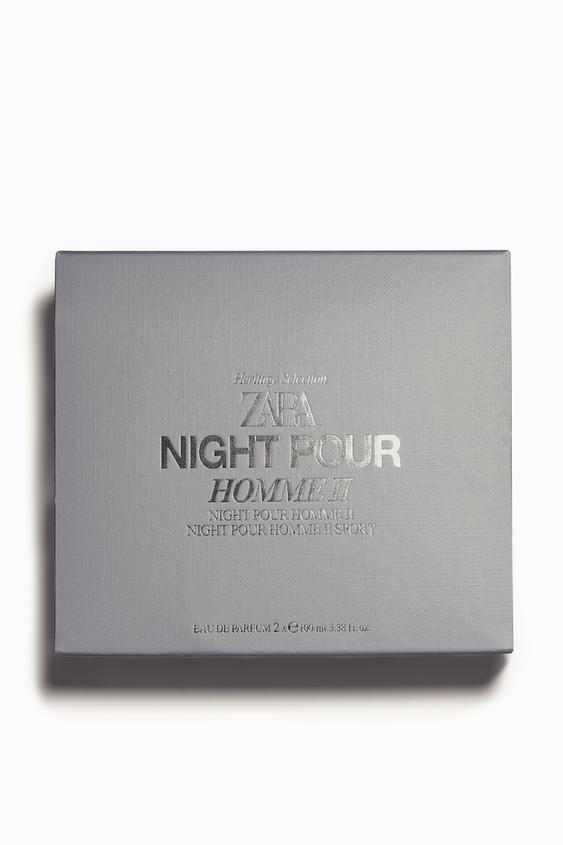 Heritage Selection
ZARA
NIGHT POUR
HOMME II
NIGHT POUR HOMME II
NIGHT POUR HOMME II SPORT
EAU DE PARFUM 2 x ℮ 100 ml 3.38 fl. oz.